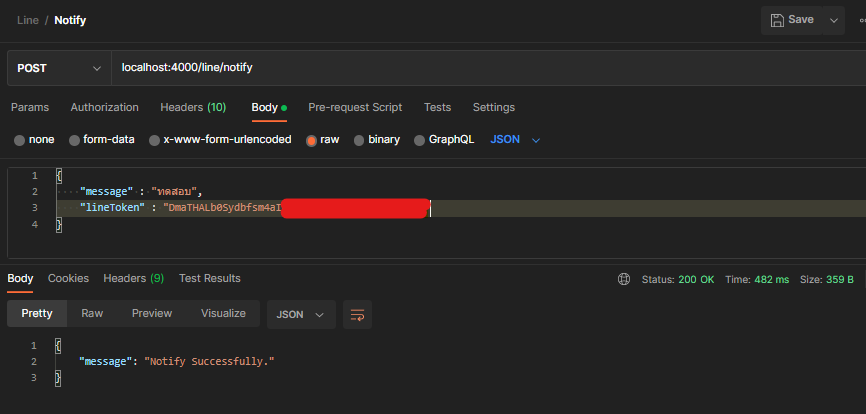 Line / Notify
Save
POST
localhost:4000/line/notify
Params Authorization Headers (10) Body Pre-request Script Tests Settings
none form-data x-www-form-urlencoded raw binary GraphQL JSON
1 {
2 "message" : "ทดสอบ",
3 "lineToken" : "DmaTHALb0Sydbfsm4aI
4 }
Body Cookies Headers (9) Test Results
Status: 200 OK Time: 482 ms Size: 359 B
Pretty Raw Preview Visualize JSON
1 {
2 "message": "Notify Successfully."
3 }